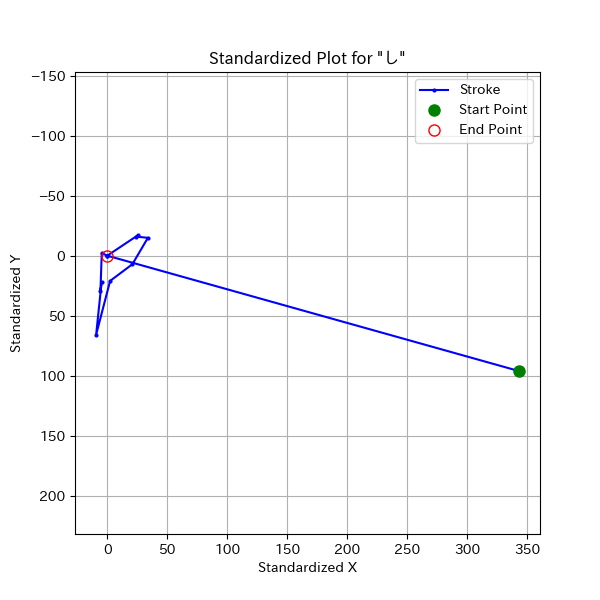 Standardized Plot for "し"
Stroke
Start Point
End Point
−150
−100
−50
0
50
100
150
200
Standardized Y
0 50 100 150 200 250 300 350
Standardized X